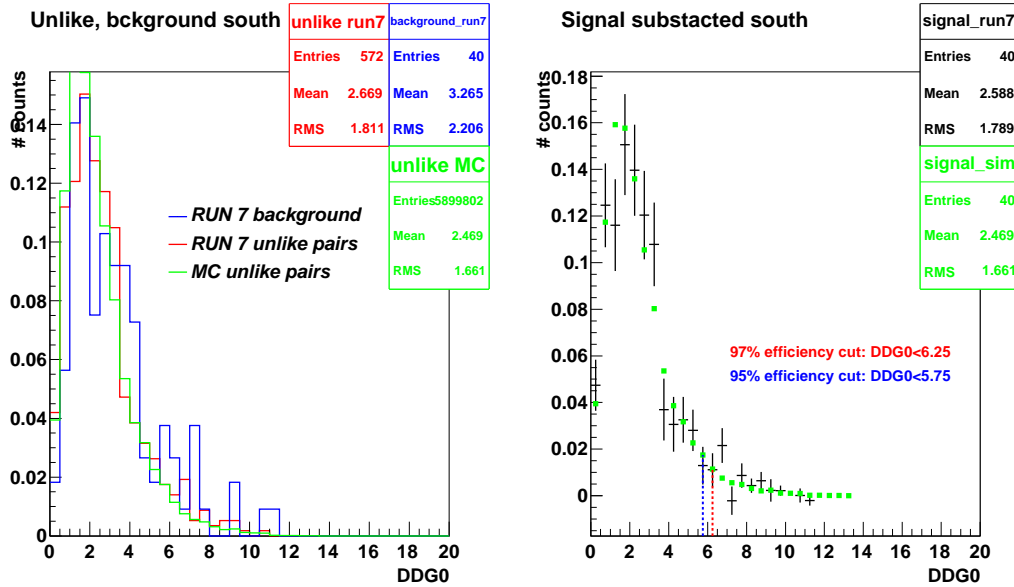 Unlike, bckground south
unlike run7
Entries 572
Mean 2.669
RMS 1.811
background_run7
Entries 40
Mean 3.265
RMS 2.206
unlike MC
Entries 5899802
Mean 2.469
RMS 1.661
# counts
0.14
0.12
0.1
0.08
0.06
0.04
0.02
0
RUN 7 background
RUN 7 unlike pairs
MC unlike pairs
0 2 4 6 8 10 12 14 16 18 20
DDG0
Signal substacted south
signal_run7
Entries 40
Mean 2.588
RMS 1.789
signal_sim
Entries 40
Mean 2.469
RMS 1.661
# counts
0.18
0.16
0.14
0.12
0.1
0.08
0.06
0.04
0.02
0
97% efficiency cut: DDG0<6.25
95% efficiency cut: DDG0<5.75
0 2 4 6 8 10 12 14 16 18 20
DDG0